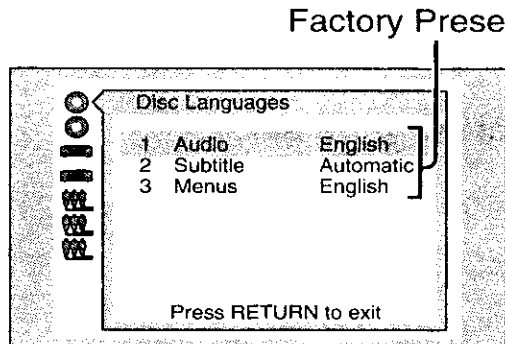 Factory Prese
Disc Languages
1 Audio English
2 Subtitle Automatic
3 Menus English
Press RETURN to exit